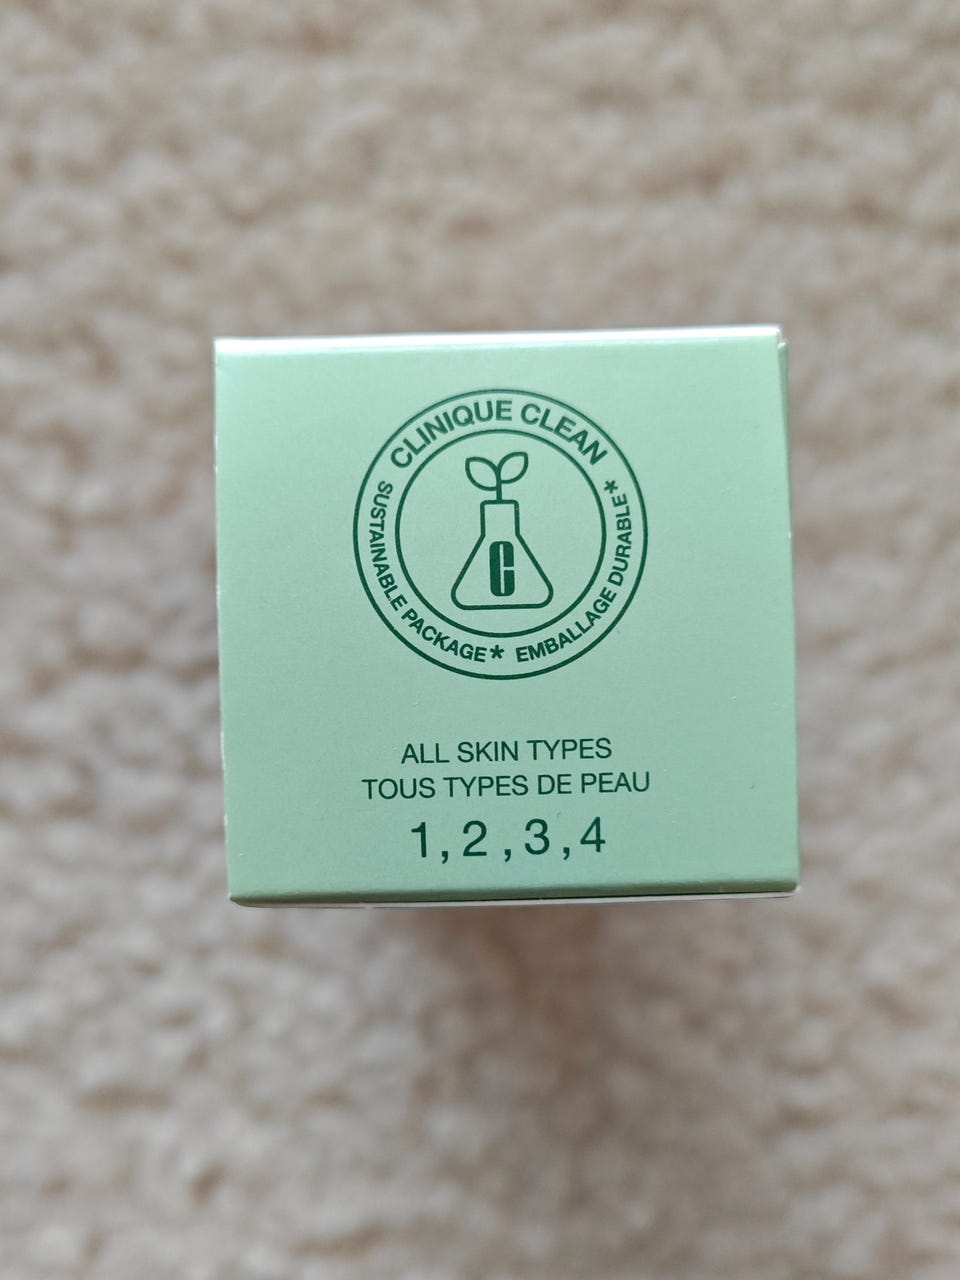 CLINIQUE CLEAN
SUSTAINABLE PACKAGE* EMBALLAGE DURABLE*
C
ALL SKIN TYPES
TOUS TYPES DE PEAU
1,2,3,4